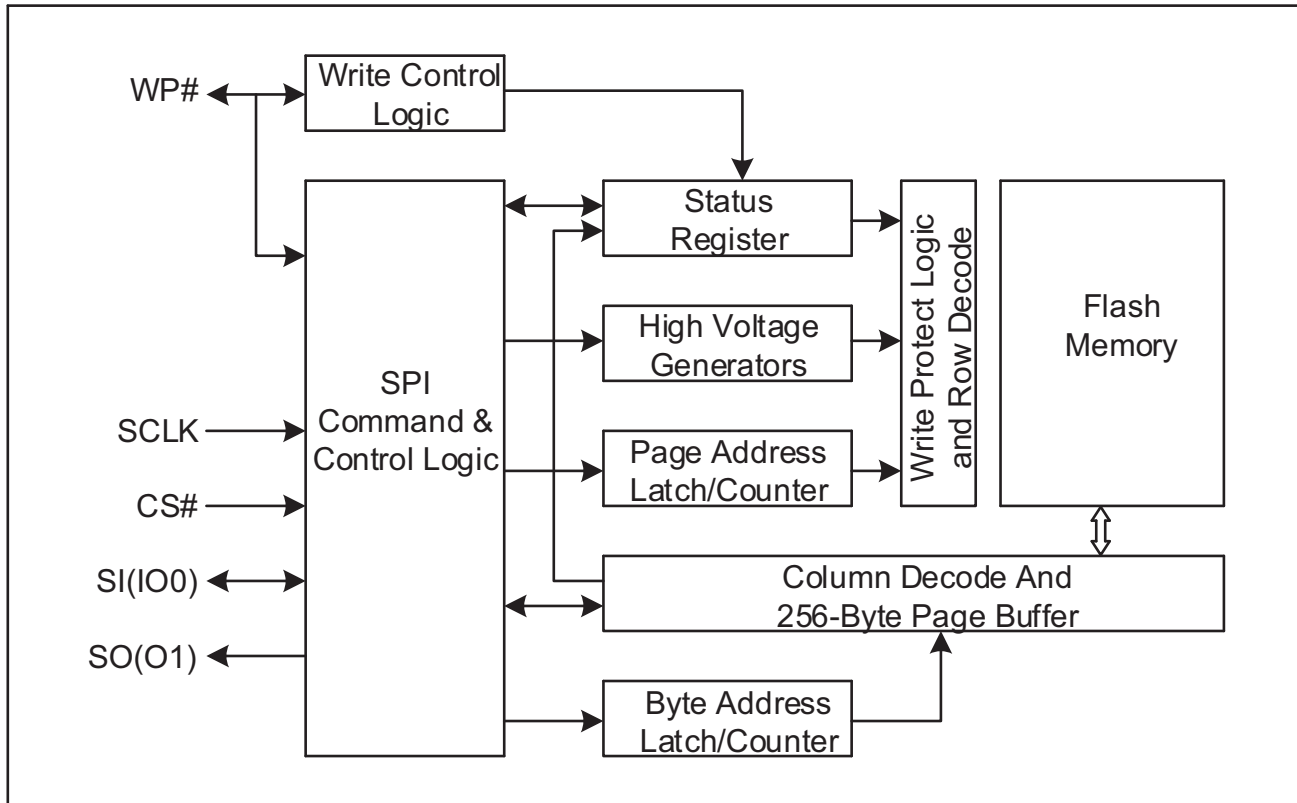 WP#
Write Control
Logic
SPI
Command &
Control Logic
SCLK
CS#
SI(IO0)
SO(O1)
Status
Register
High Voltage
Generators
Page Address
Latch/Counter
Write Protect Logic
and Row Decode
Flash
Memory
Column Decode And
256-Byte Page Buffer
Byte Address
Latch/Counter